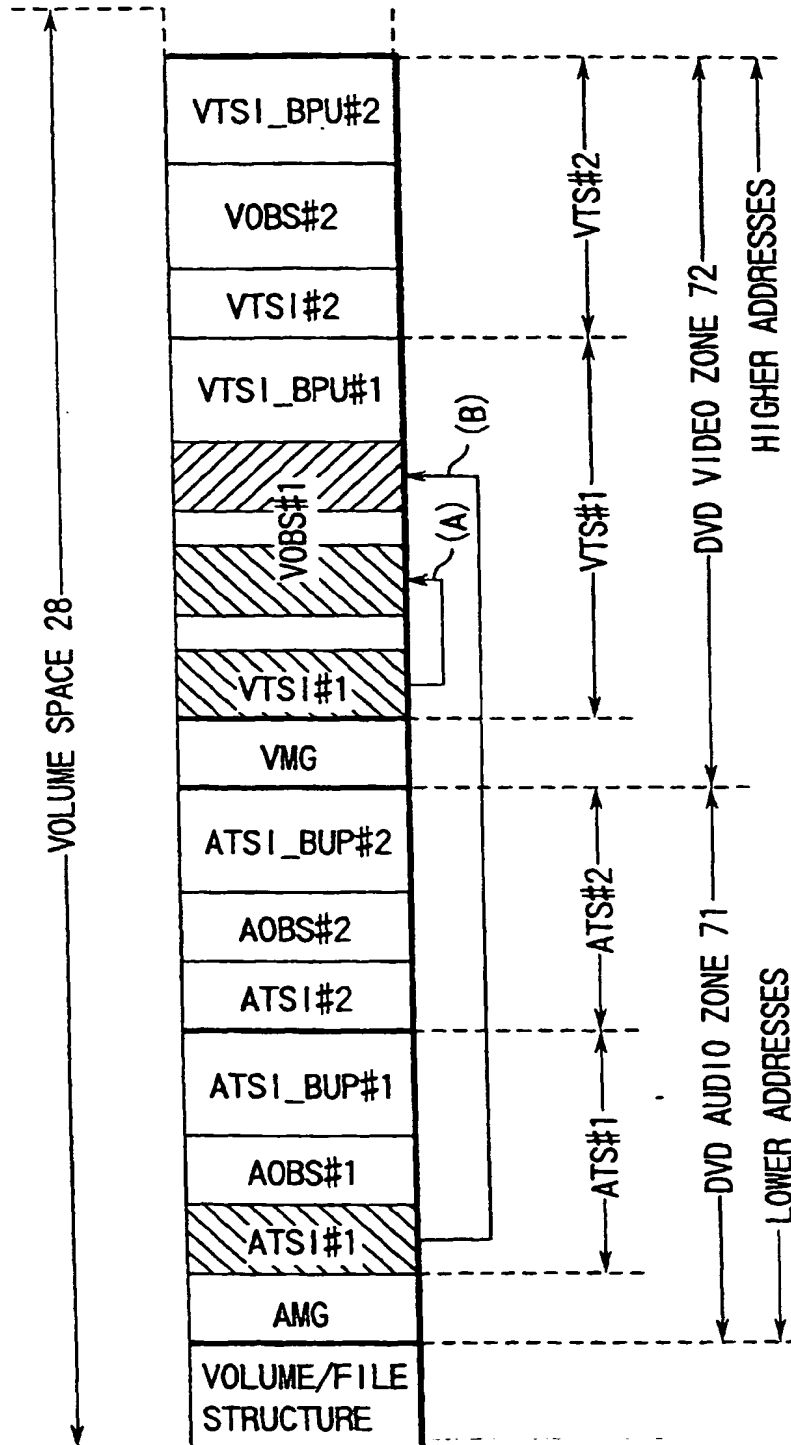 VTSI_BPU#2
VOBS#2
VTSI#2
VTSI_BPU#1
VOBS#1
VTSI#1
VMG
ATSI_BUP#2
AOBS#2
ATSI#2
ATSI_BUP#1
AOBS#1
ATSI#1
AMG
VOLUME/FILE
STRUCTURE
VOLUME SPACE 28
(B)
(A)
VTS#2
VTS#1
ATS#2
ATS#1
DVD VIDEO ZONE 72
DVD AUDIO ZONE 71
HIGHER ADDRESSES
LOWER ADDRESSES